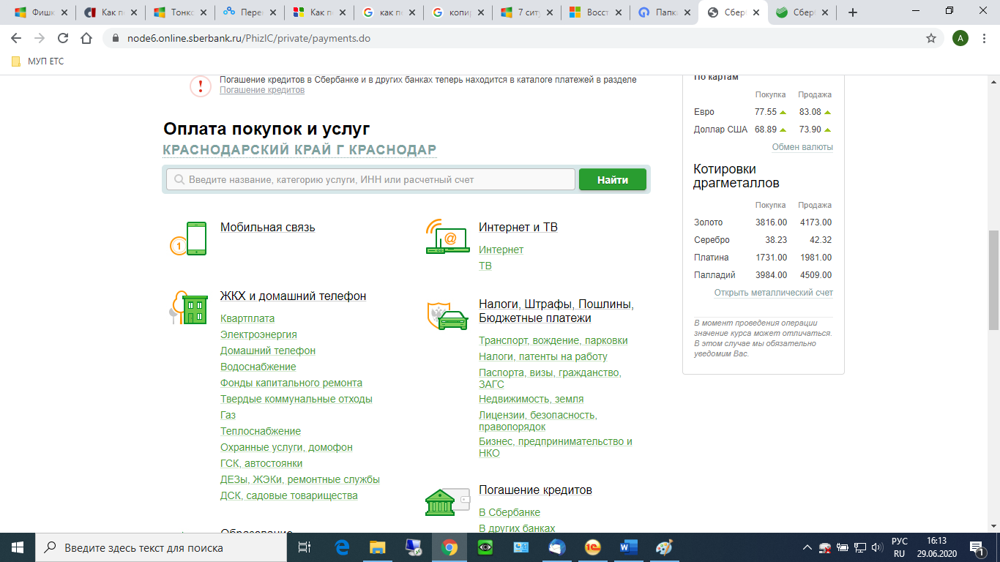 Фишк
Как по
Тонко
Пере
Как по
как по
копир
7 ситу
Восст
Папка
Сбер
Сбер
node6.online.sberbank.ru/PhizIC/private/payments.do
А
МУП ЕТС
Погашение кредитов в Сбербанке и в других банках теперь находится в каталоге платежей в разделе
Погашение кредитов
Оплата покупок и услуг
КРАСНОДАРСКИЙ КРАЙ Г КРАСНОДАР
Введите название, категорию услуги, ИНН или расчетный счет
Найти
Мобильная связь
1
ЖКХ и домашний телефон
Квартплата
Электроэнергия
Домашний телефон
Водоснабжение
Фонды капитального ремонта
Твердые коммунальные отходы
Газ
Теплоснабжение
Охранные услуги, домофон
ГСК, автостоянки
ДЕЗы, ЖЭКи, ремонтные службы
ДСК, садовые товарищества
Образование
Интернет и ТВ
@
Интернет
ТВ
Налоги, Штрафы, Пошлины,
Бюджетные платежи
Транспорт, вождение, парковки
Налоги, патенты на работу
Паспорта, визы, гражданство,
ЗАГС
Недвижимость, земля
Лицензии, безопасность,
правопорядок
Бизнес, предпринимательство и
НКО
Погашение кредитов
В Сбербанке
В других банках
По картам
Покупка Продажа
Евро 77.55 83.08
Доллар США 68.89 73.90
Обмен валюты
Котировки
драгметаллов
Покупка Продажа
Золото 3816.00 4173.00
Серебро 38.23 42.32
Платина 1731.00 1981.00
Палладий 3984.00 4509.00
Открыть металлический счет
В момент проведения операции
значение курса может отличаться.
В этом случае мы обязательно
уведомим Вас.
Введите здесь текст для поиска
РУС
RU
16:13
29.06.2020
1